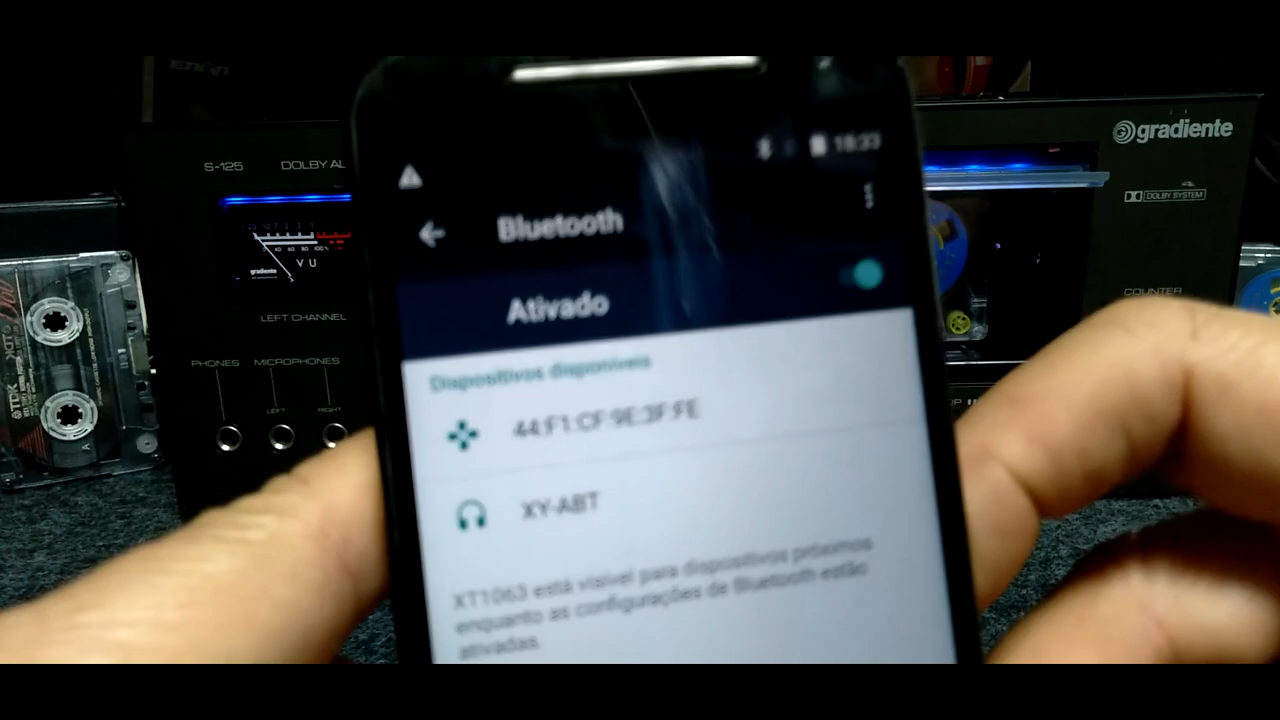 S-125
DOLBY
gradiente
DOLBY SYSTEM
18:33
Bluetooth
Ativado
Dispositivos disponíveis
44:F1:CF:9E:3F:FE
XY-ABT
XT1063 está visível para dispositivos próximos
enquanto as configurações de Bluetooth estão
ativadas.
gradiente
VU
LEFT CHANNEL
PHONES
MICROPHONES
LEFT
RIGHT
COUNTER
TDK